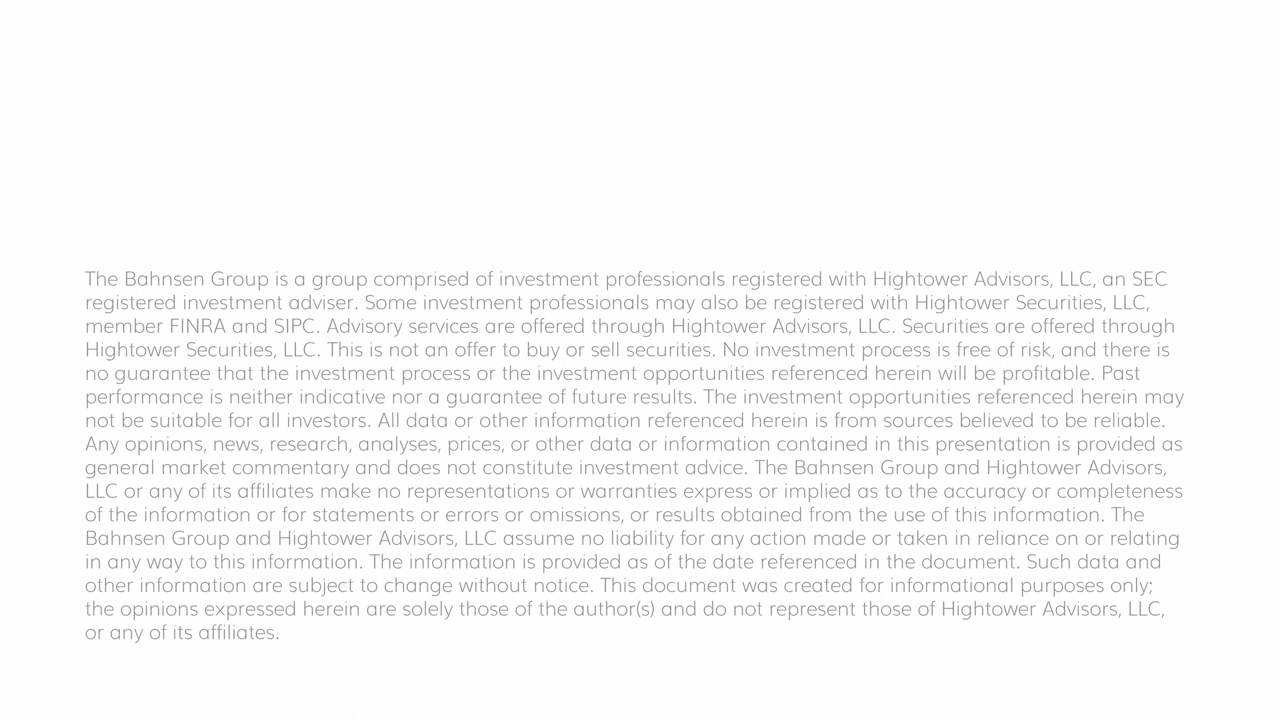 The Bahnsen Group is a group comprised of investment professionals registered with Hightower Advisors, LLC, an SEC
registered investment adviser. Some investment professionals may also be registered with Hightower Securities, LLC,
member FINRA and SIPC. Advisory services are offered through Hightower Advisors, LLC. Securities are offered through
Hightower Securities, LLC. This is not an offer to buy or sell securities. No investment process is free of risk, and there is
no guarantee that the investment process or the investment opportunities referenced herein will be profitable. Past
performance is neither indicative nor a guarantee of future results. The investment opportunities referenced herein may
not be suitable for all investors. All data or other information referenced herein is from sources believed to be reliable.
Any opinions, news, research, analyses, prices, or other data or information contained in this presentation is provided as
general market commentary and does not constitute investment advice. The Bahnsen Group and Hightower Advisors,
LLC or any of its affiliates make no representations or warranties express or implied as to the accuracy or completeness
of the information or for statements or errors or omissions, or results obtained from the use of this information. The
Bahnsen Group and Hightower Advisors, LLC assume no liability for any action made or taken in reliance on or relating
in any way to this information. The information is provided as of the date referenced in the document. Such data and
other information are subject to change without notice. This document was created for informational purposes only;
the opinions expressed herein are solely those of the author(s) and do not represent those of Hightower Advisors, LLC,
or any of its affiliates.